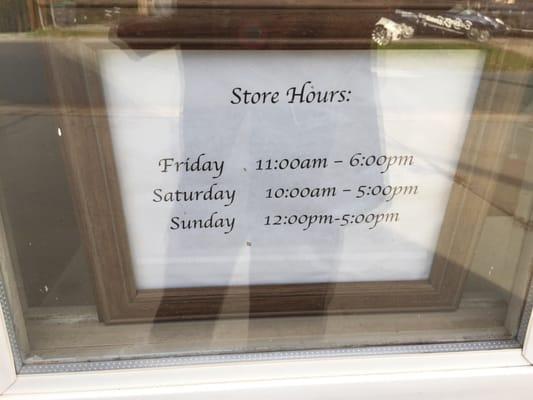 Store Hours:
Friday 11:00am – 6:00pm
Saturday 10:00am – 5:00pm
Sunday 12:00pm-5:00pm